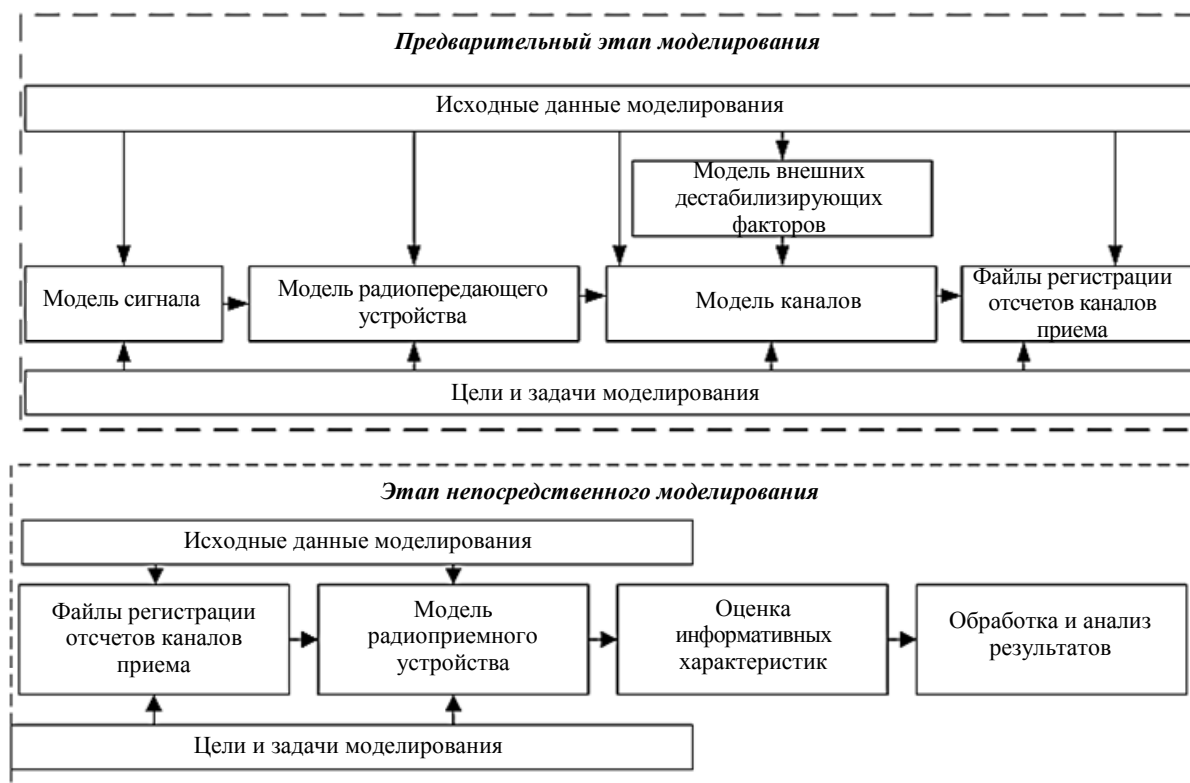 Предварительный этап моделирования
Исходные данные моделирования
Модель внешних
дестабилизирующих
факторов
Модель сигнала
Модель радиопередающего
устройства
Модель каналов
Файлы регистрации
отсчетов каналов
приема
Цели и задачи моделирования
Этап непосредственного моделирования
Исходные данные моделирования
Файлы регистрации
отсчетов каналов
приема
Модель
радиоприемного
устройства
Оценка
информативных
характеристик
Обработка и анализ
результатов
Цели и задачи моделирования